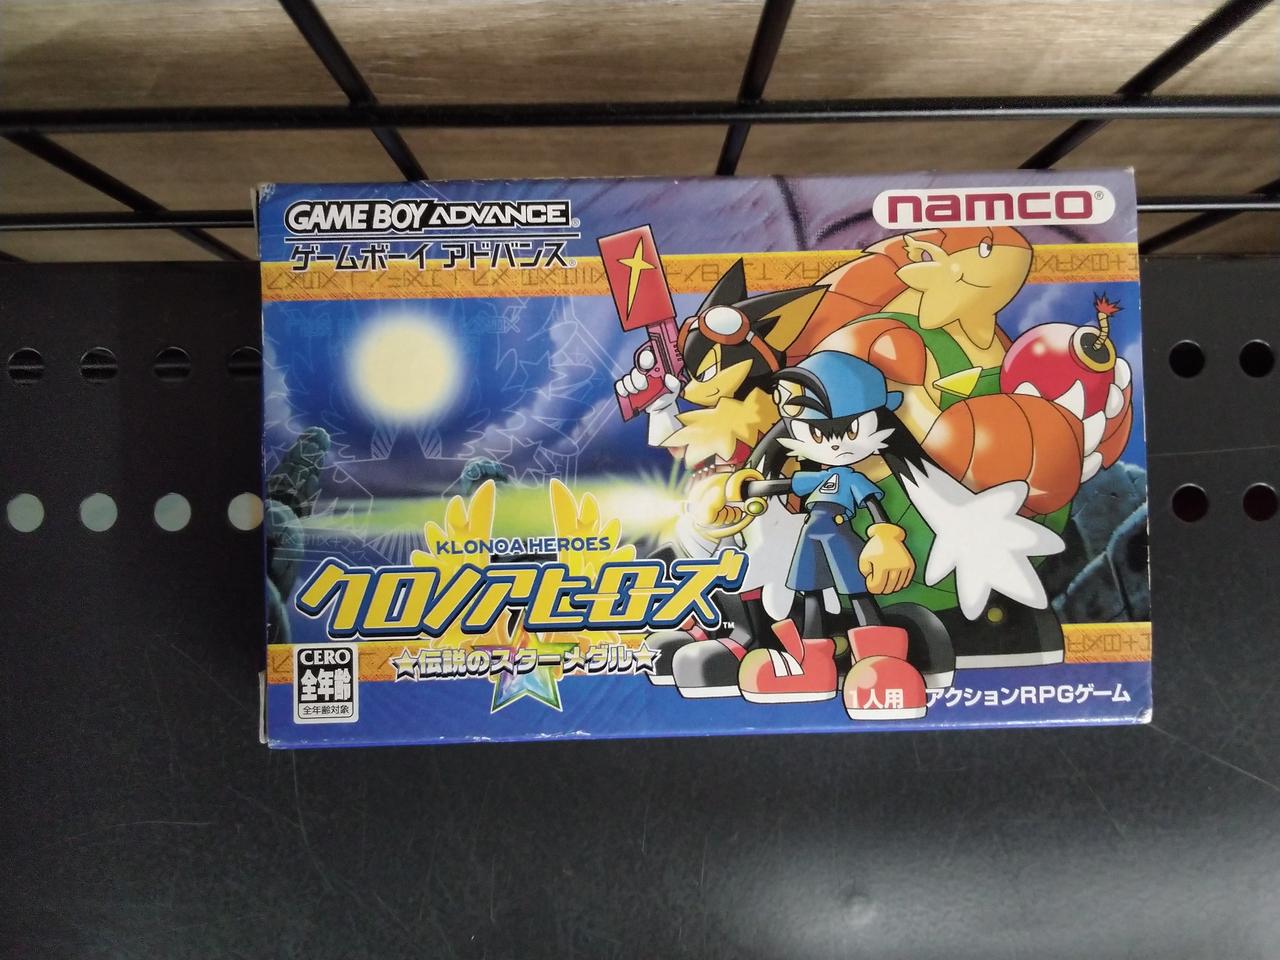 GAME BOY ADVANCE
ゲームボーイ アドバンス
namco®
KLONOA HEROES
クロノアヒーローズ™
☆伝説のスターメダル☆
CERO
全年齢
全年齢対象
1人用 アクションRPGゲーム